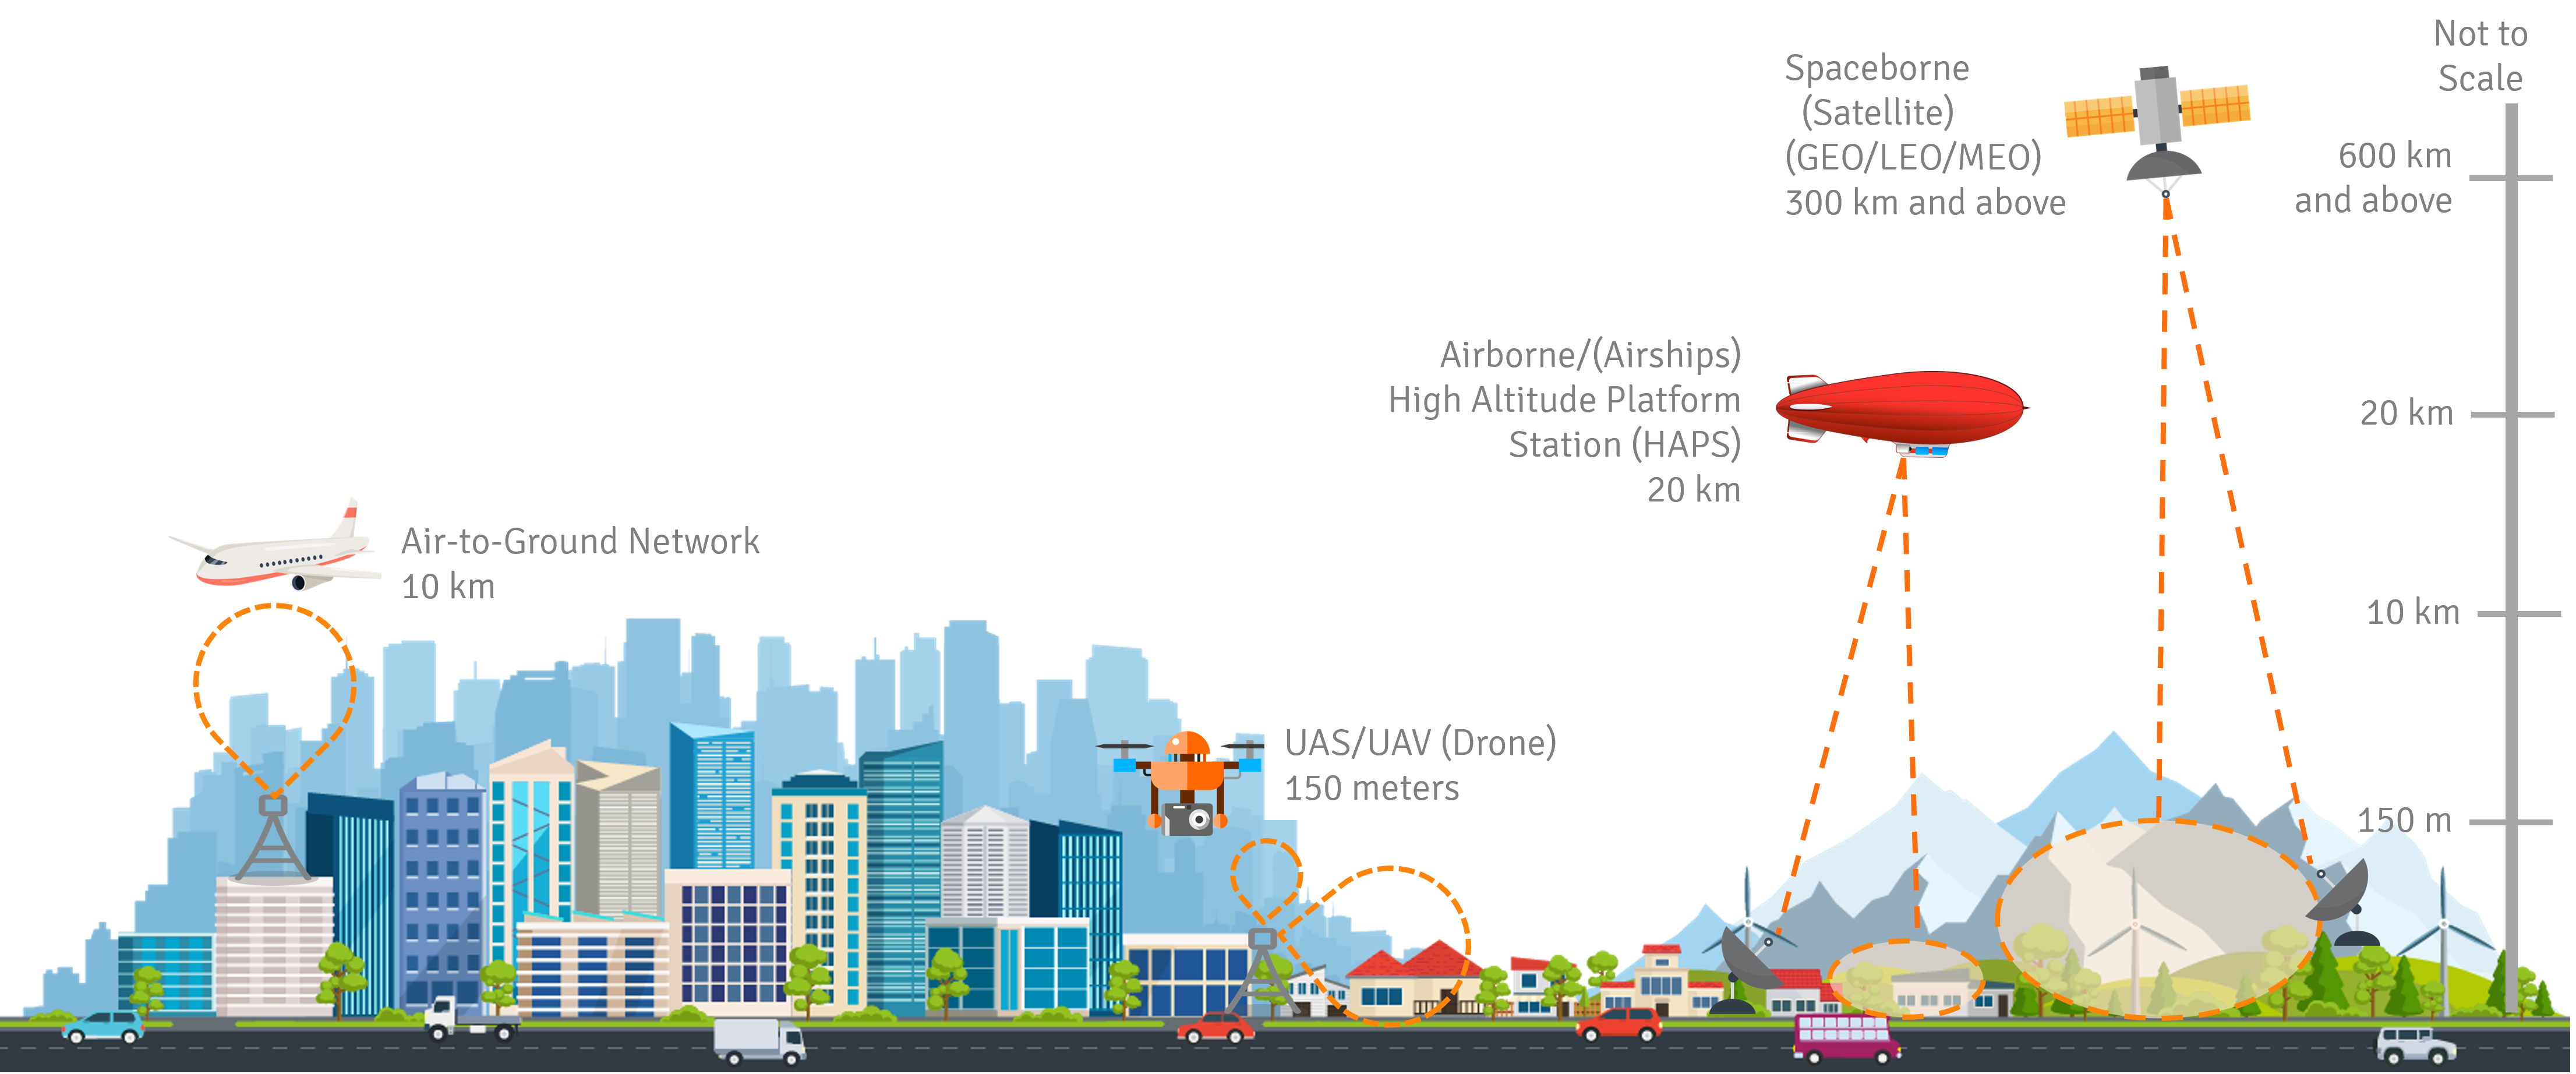 Not to
Scale
Spaceborne
(Satellite)
(GEO/LEO/MEO)
300 km and above
600 km
and above
Airborne/(Airships)
High Altitude Platform
Station (HAPS)
20 km
20 km
Air-to-Ground Network
10 km
10 km
UAS/UAV (Drone)
150 meters
150 m